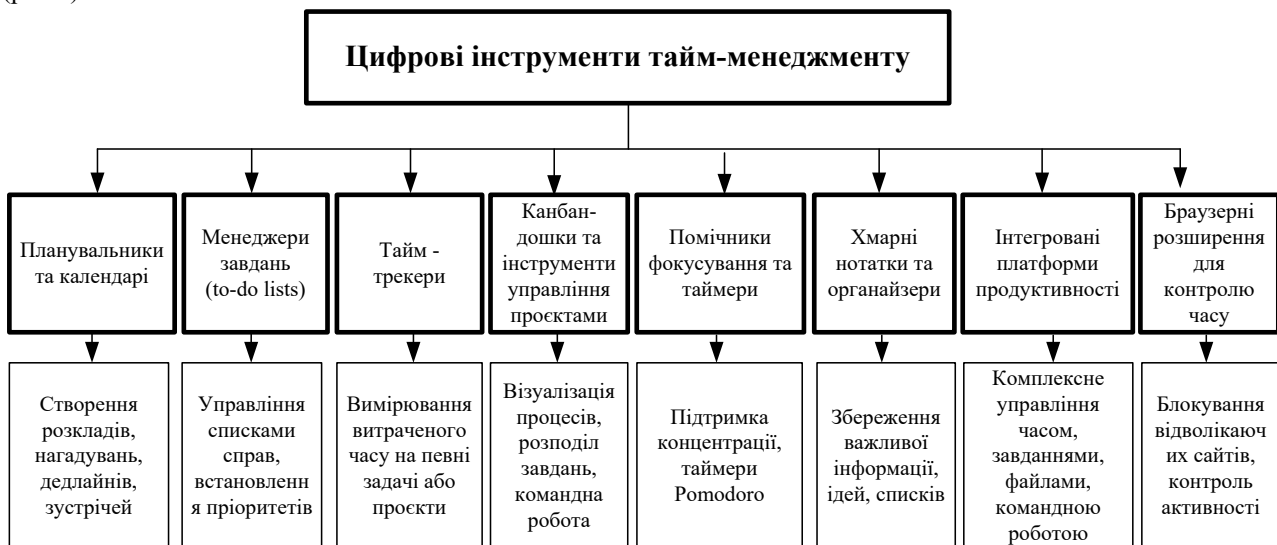 Цифрові інструменти тайм-менеджменту
Планувальники
та календарі
Менеджери
завдань
(to-do lists)
Тайм -
трекери
Канбан-
дошки та
інструменти
управління
проєктами
Помічники
фокусування та
таймери
Хмарні
нотатки та
органайзери
Інтегровані
платформи
продуктивності
Браузерні
розширення
для
контролю
часу
Створення
розкладів,
нагадувань,
дедлайнів,
зустрічей
Управління
списками
справ,
встановленн
я пріоритетів
Вимірювання
витраченого
часу на певні
задачі або
проєкти
Візуалізація
процесів,
розподіл
завдань,
командна
робота
Підтримка
концентрації,
таймери
Pomodoro
Збереження
важливої
інформації,
ідей, списків
Комплексне
управління
часом,
завданнями,
файлами,
командною
роботою
Блокування
відволікаюч
их сайтів,
контроль
активності